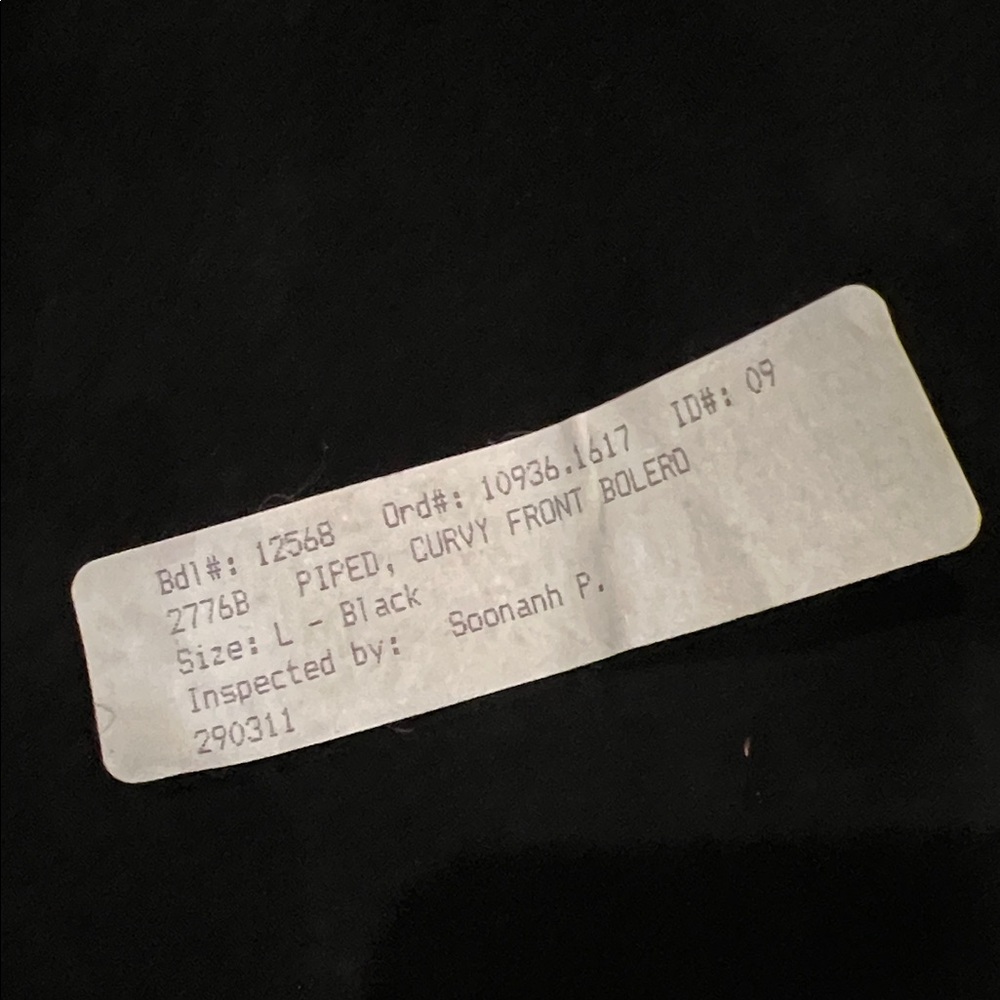 Bdl#: 12568 Ord#: 10936.1617 ID#: 09
2776B PIPED, CURVY FRONT BOLERO
Size: L - Black
Inspected by: Soonanh P.
290311